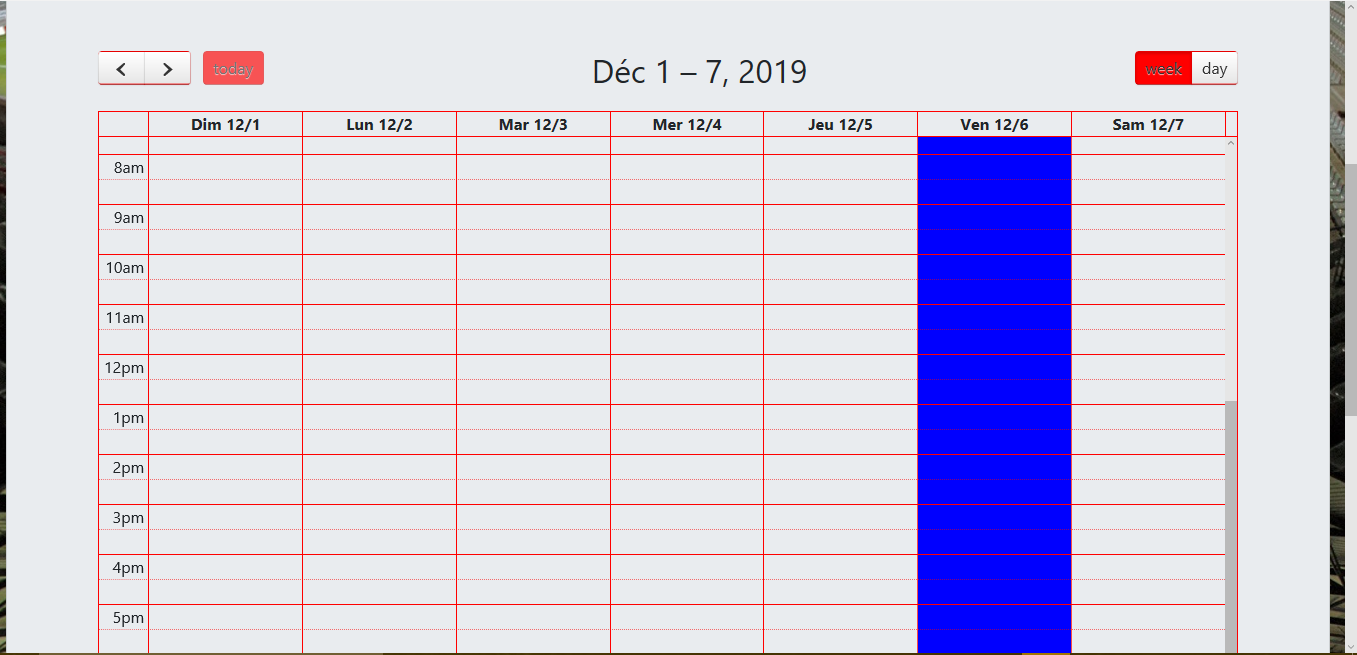 today Déc 1 – 7, 2019 week day
Dim 12/1 Lun 12/2 Mar 12/3 Mer 12/4 Jeu 12/5 Ven 12/6 Sam 12/7
8am
9am
10am
11am
12pm
1pm
2pm
3pm
4pm
5pm